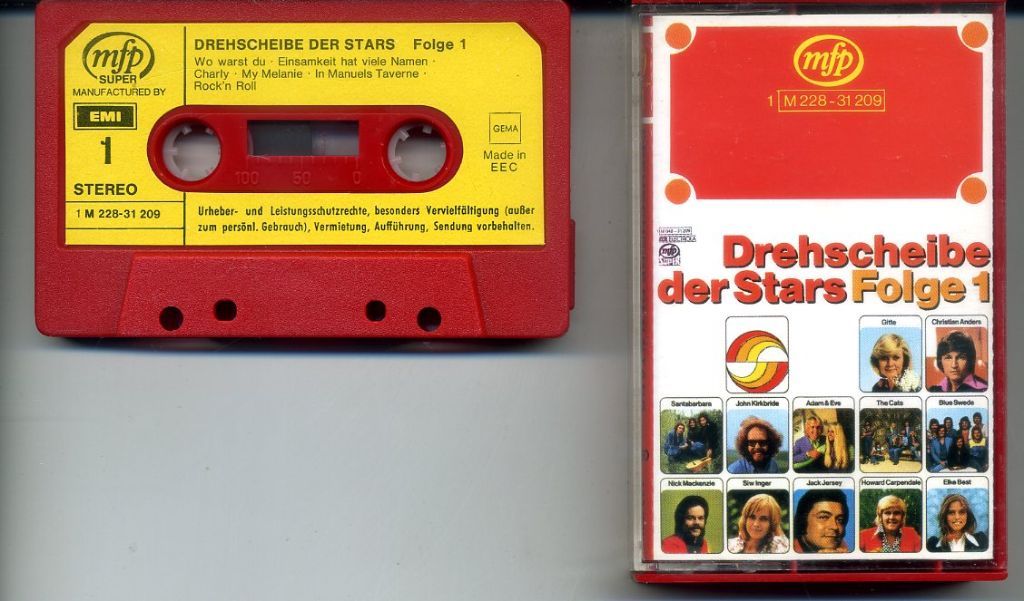 mfp
SUPER
MANUFACTURED BY
EMI
1
STEREO
1 M 228-31 209
DREHSCHEIBE DER STARS Folge 1
Wo warst du · Einsamkeit hat viele Namen ·
Charly · My Melanie · In Manuels Taverne ·
Rock'n Roll
100 50 0
GEMA
Made in
EEC
Urheber- und Leistungsschutzrechte, besonders Vervielfältigung (außer
zum persönl. Gebrauch), Vermietung, Aufführung, Sendung vorbehalten.
mfp
1 M 228-31 209
ELECTROLA
mfp
SUPER
Drehscheibe
der Stars Folge 1
Gitte Christian Anders
Santabarbara John Kirkbride Adam & Eve The Cats Blue Swede
Nick Mackenzie Siw Inger Jack Jersey Howard Carpendale Elke Best